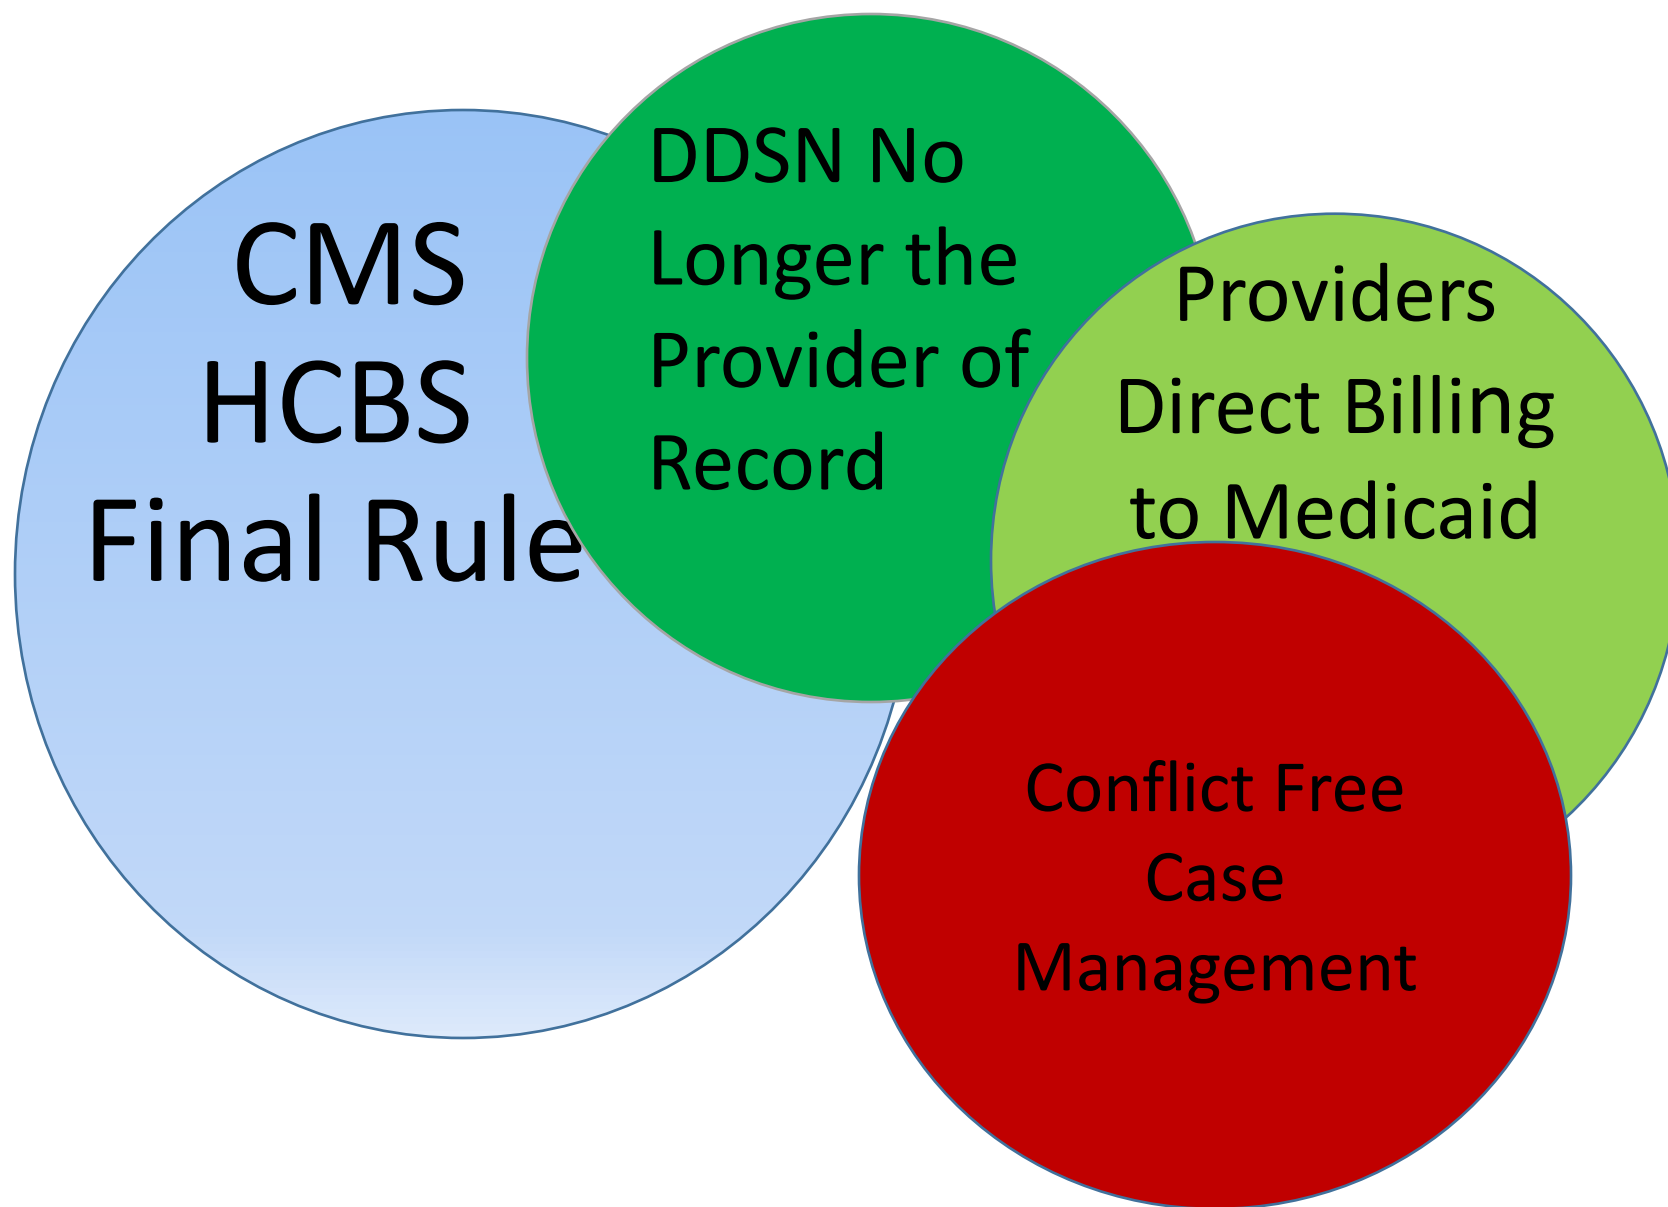 CMS
HCBS
Final Rule
DDSN No
Longer the
Provider of
Record
Providers
Direct Billing
to Medicaid
Conflict Free
Case
Management